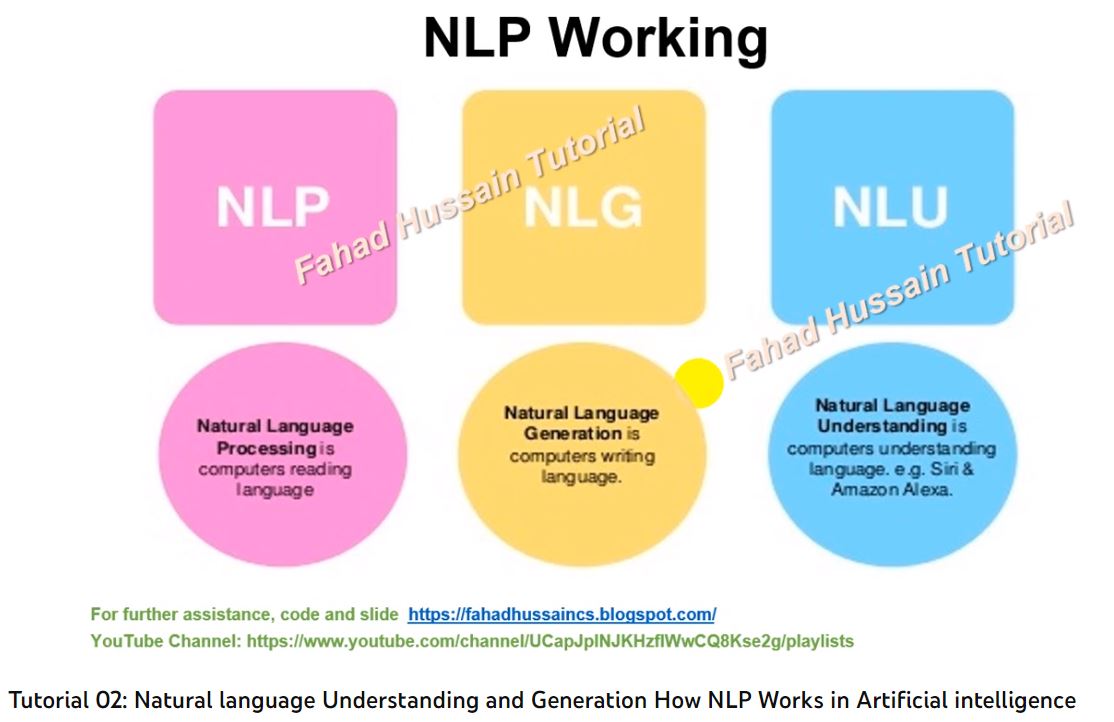 NLP Working
NLP
NLG
NLU
Fahad Hussain Tutorial
Fahad Hussain Tutorial
Natural Language
Processing is
computers reading
language
Natural Language
Generation is
computers writing
language.
Natural Language
Understanding is
computers understanding
language. e.g. Siri &
Amazon Alexa.
For further assistance, code and slide https://fahadhussaincs.blogspot.com/
YouTube Channel: https://www.youtube.com/channel/UCapJpINJKHzflWwCQ8Kse2g/playlists
Tutorial 02: Natural language Understanding and Generation How NLP Works in Artificial intelligence